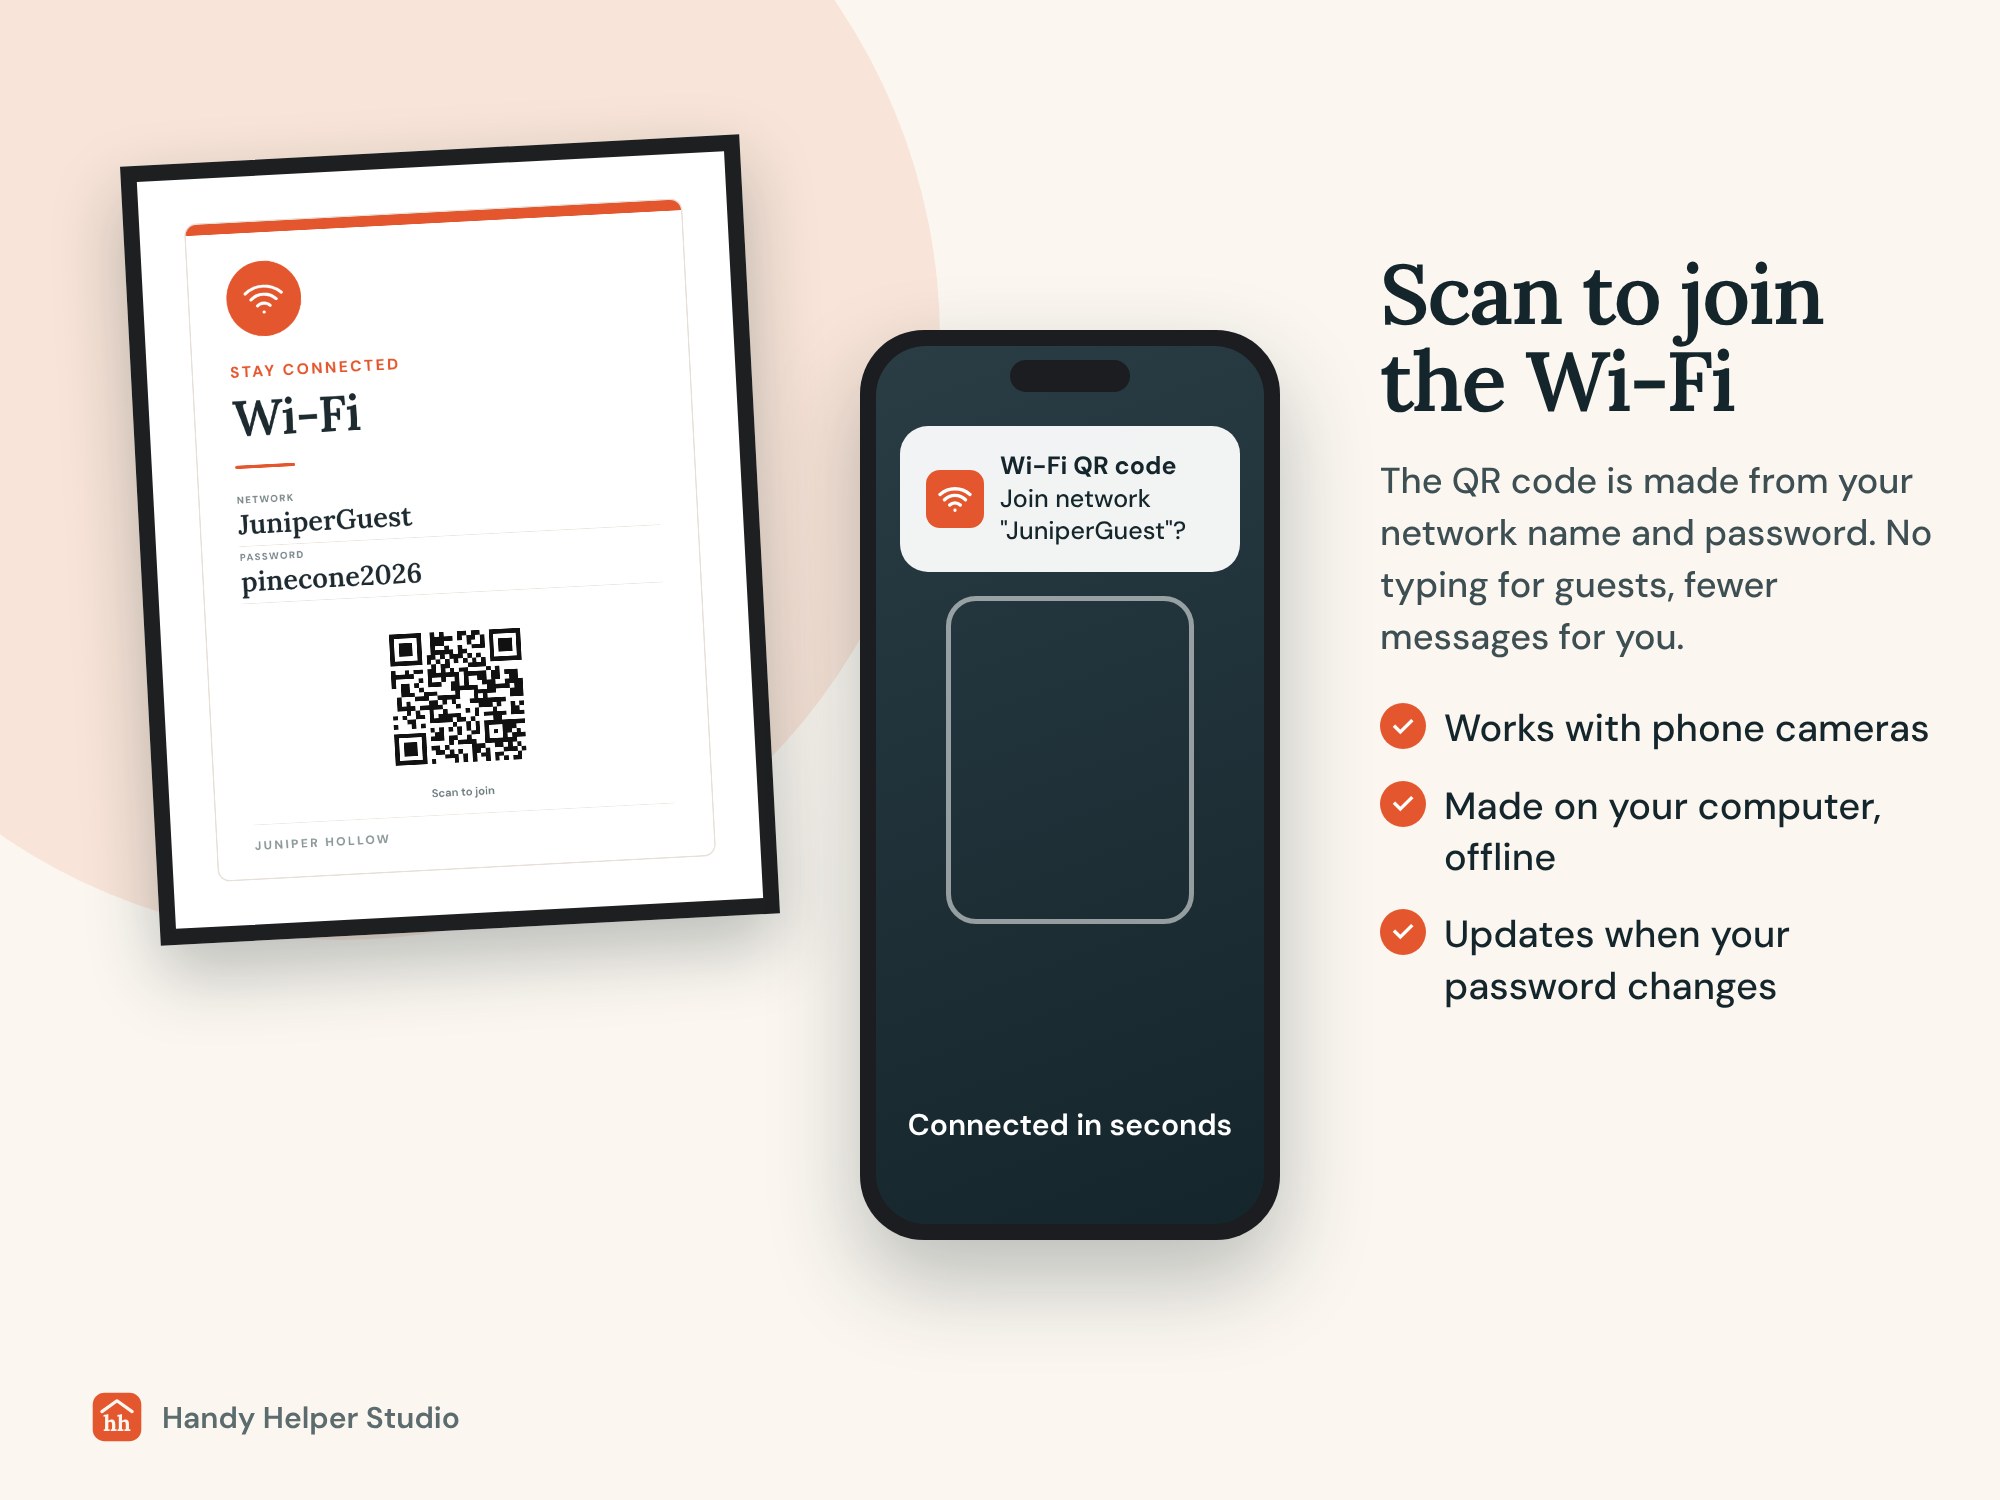 STAY CONNECTED
Wi-Fi
NETWORK
JuniperGuest
PASSWORD
pinecone2026
Scan to join
JUNIPER HOLLOW
Wi-Fi QR code
Join network
"JuniperGuest"?
Connected in seconds
Scan to join
the Wi-Fi
The QR code is made from your
network name and password. No
typing for guests, fewer
messages for you.
Works with phone cameras
Made on your computer,
offline
Updates when your
password changes
hh
Handy Helper Studio